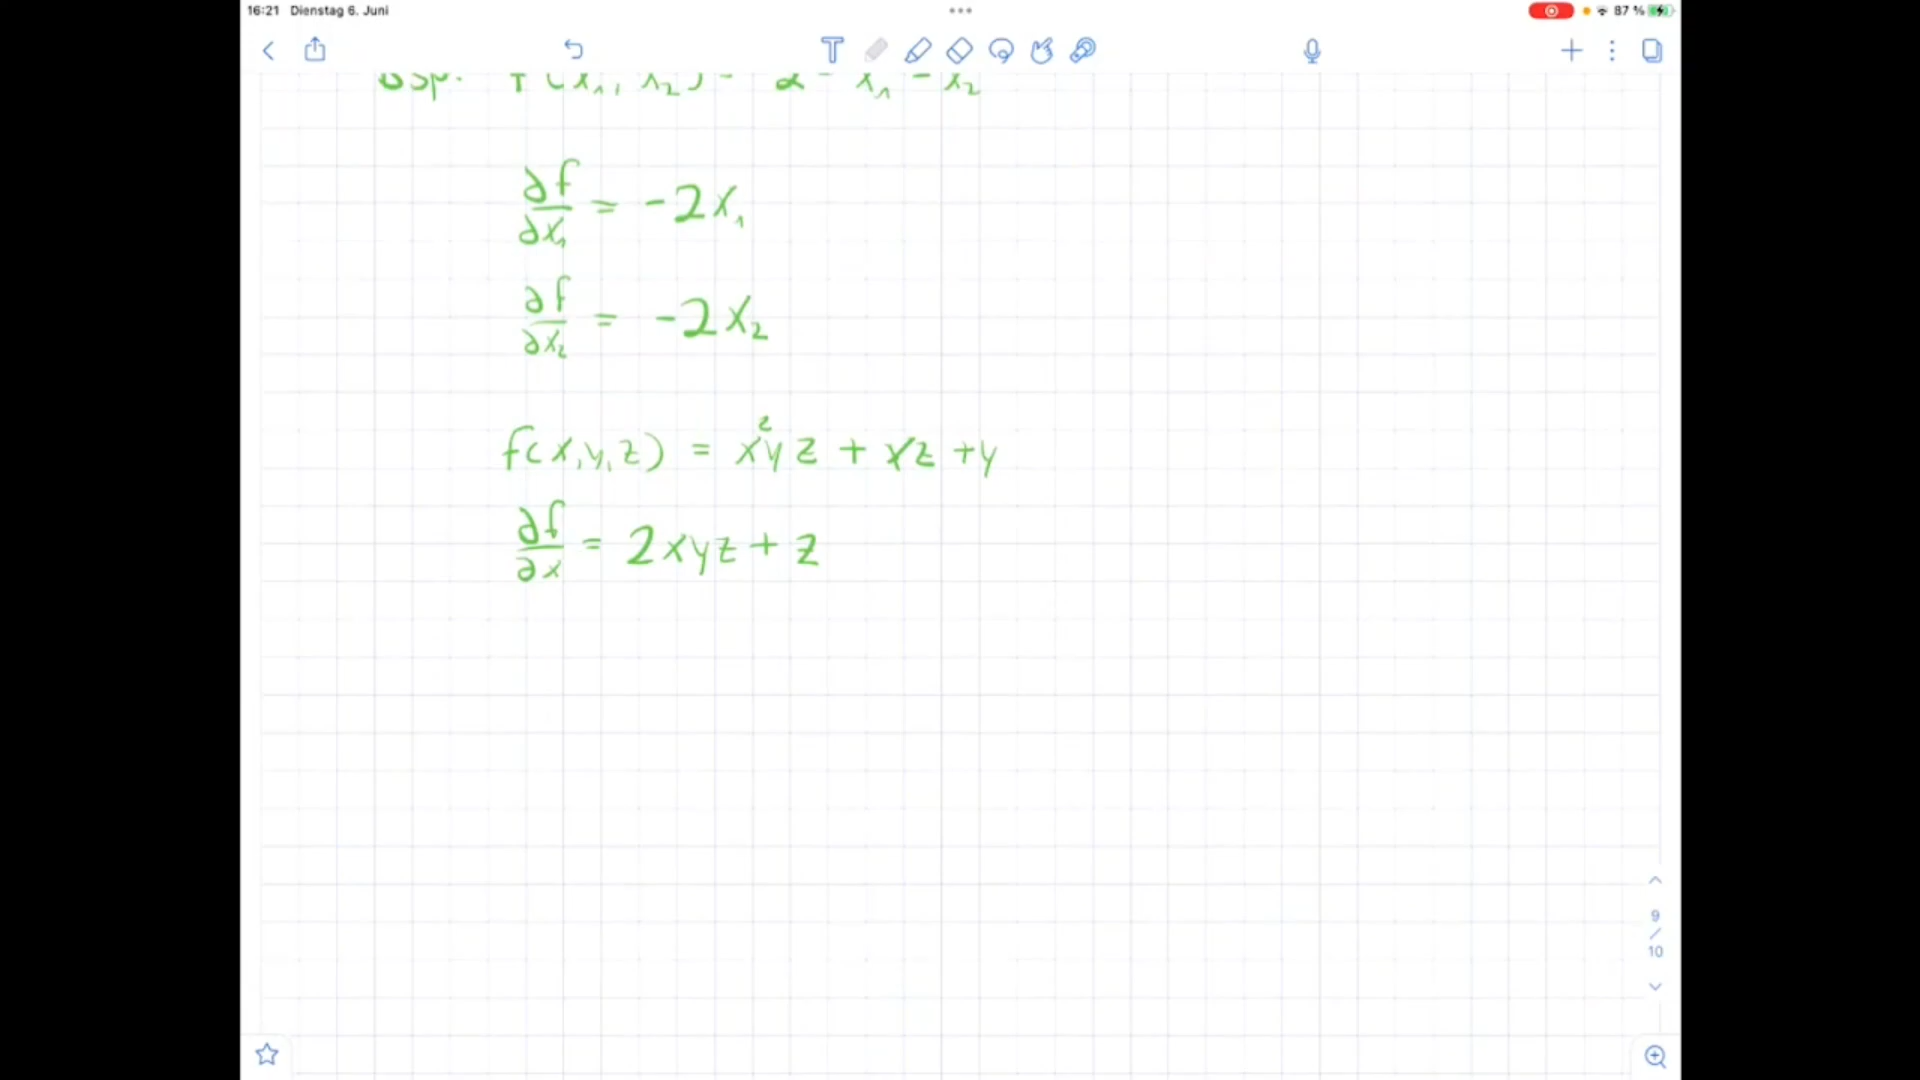 16:21 Dienstag 6. Juni 87 %
∂f/∂x₁ = -2x₁
∂f/∂x₂ = -2x₂
f(x,y,z) = x²yz + xz + y
∂f/∂x = 2xyz + z
9
/
10